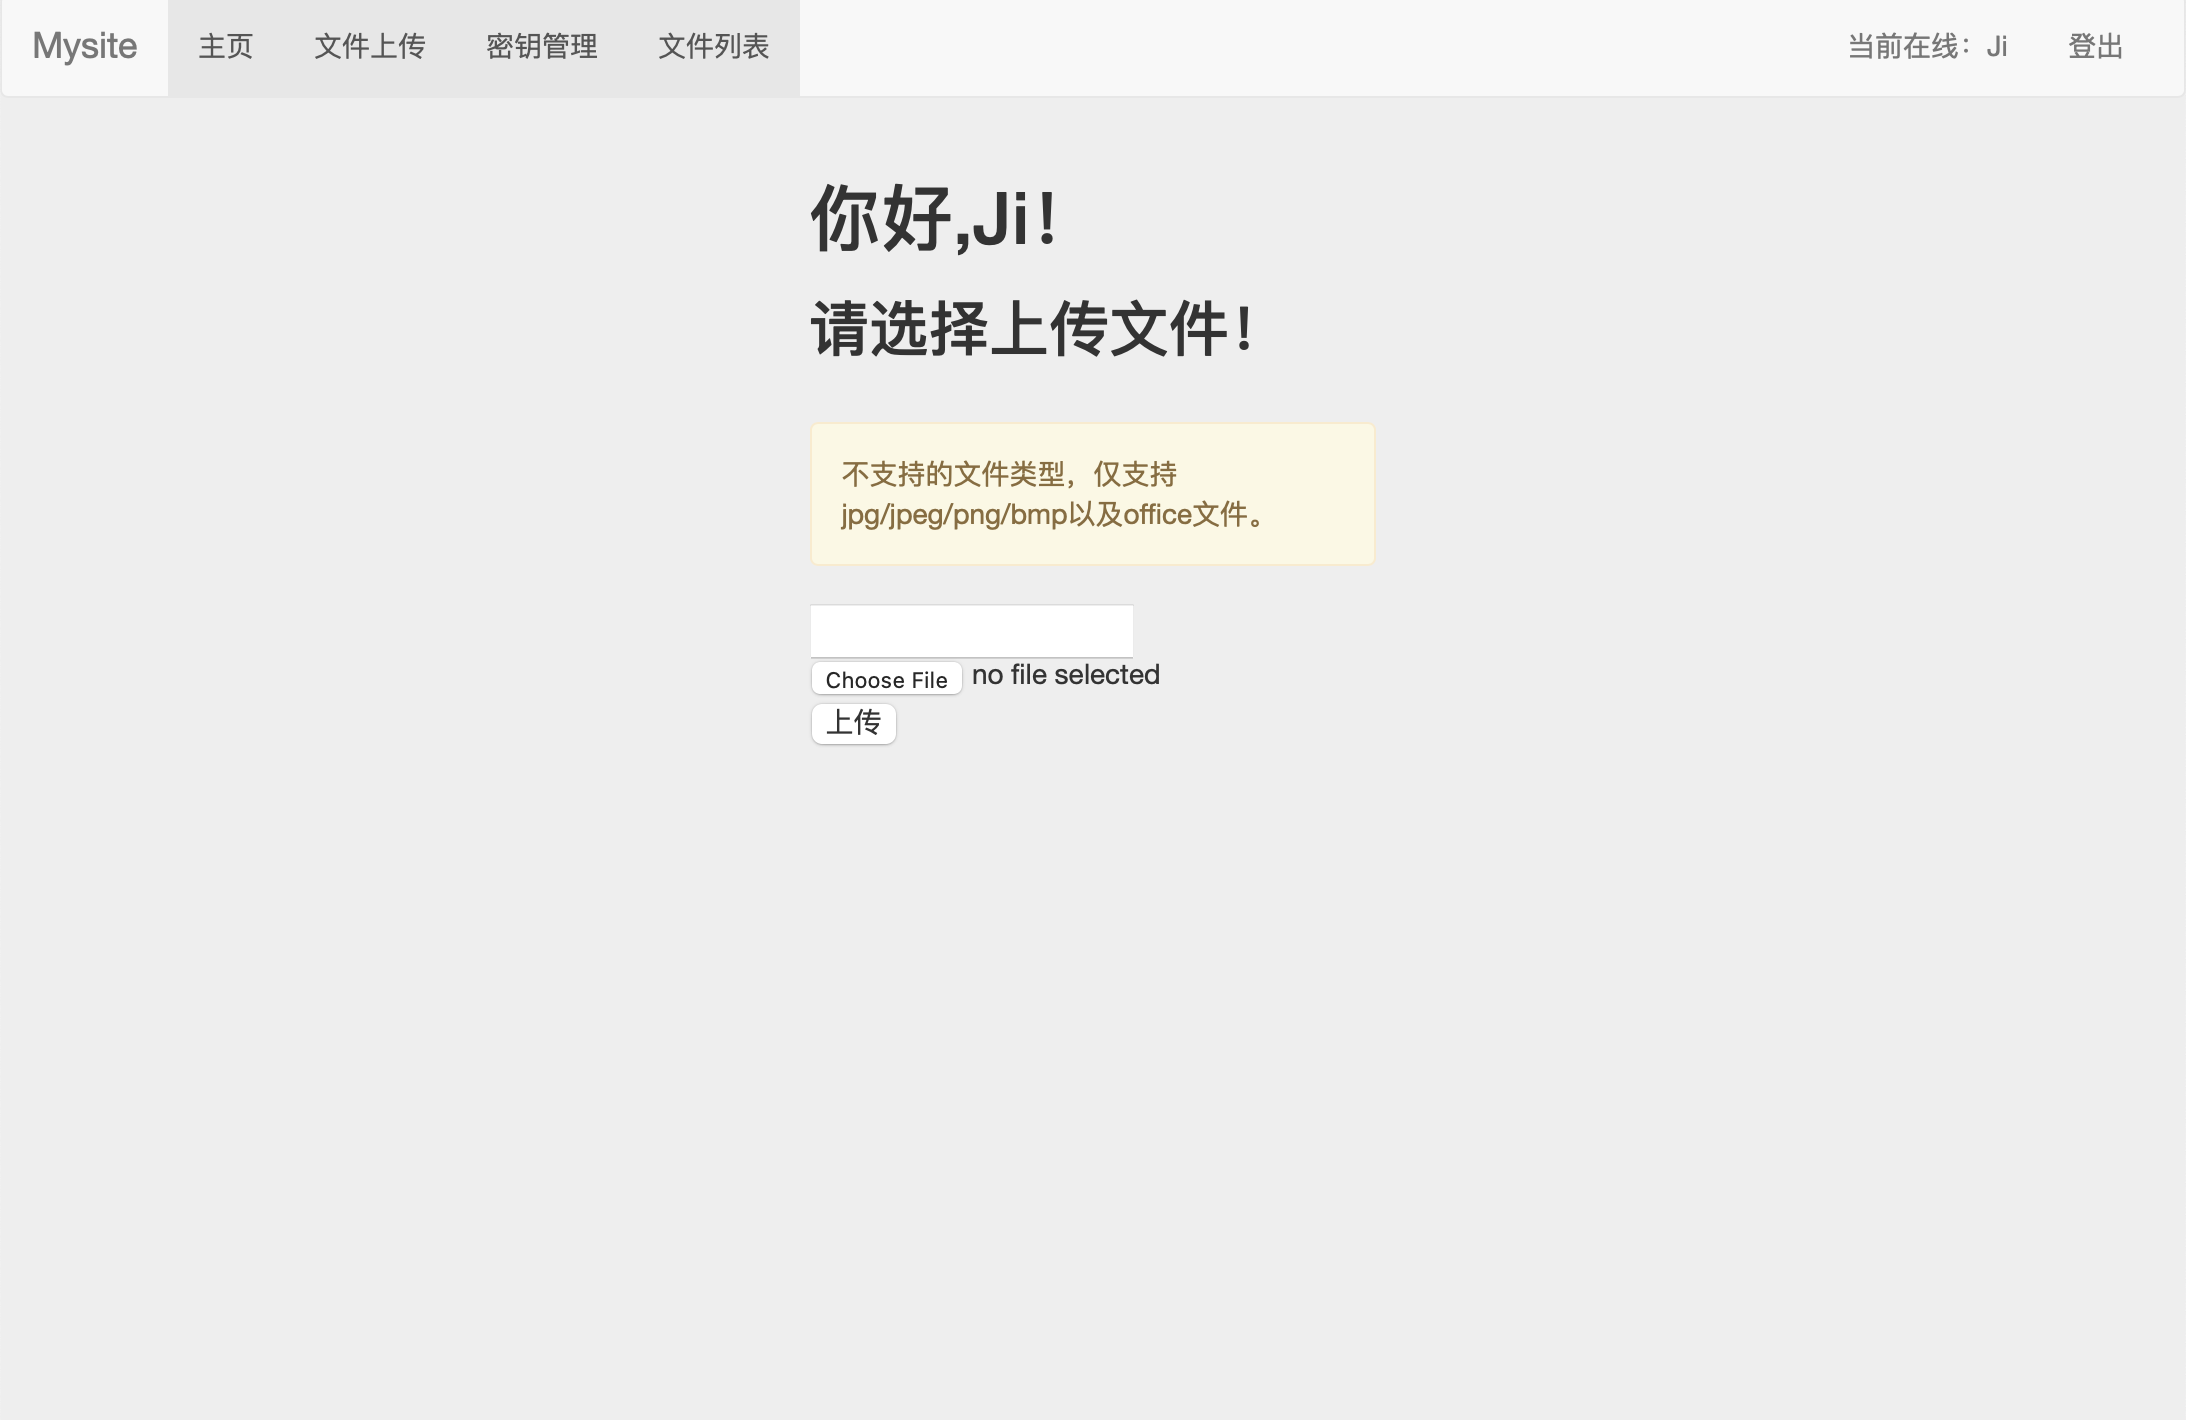 Mysite 主页 文件上传 密钥管理 文件列表 当前在线：Ji 登出
你好,Ji！
请选择上传文件！
不支持的文件类型，仅支持
jpg/jpeg/png/bmp以及office文件。
Choose File no file selected
上传